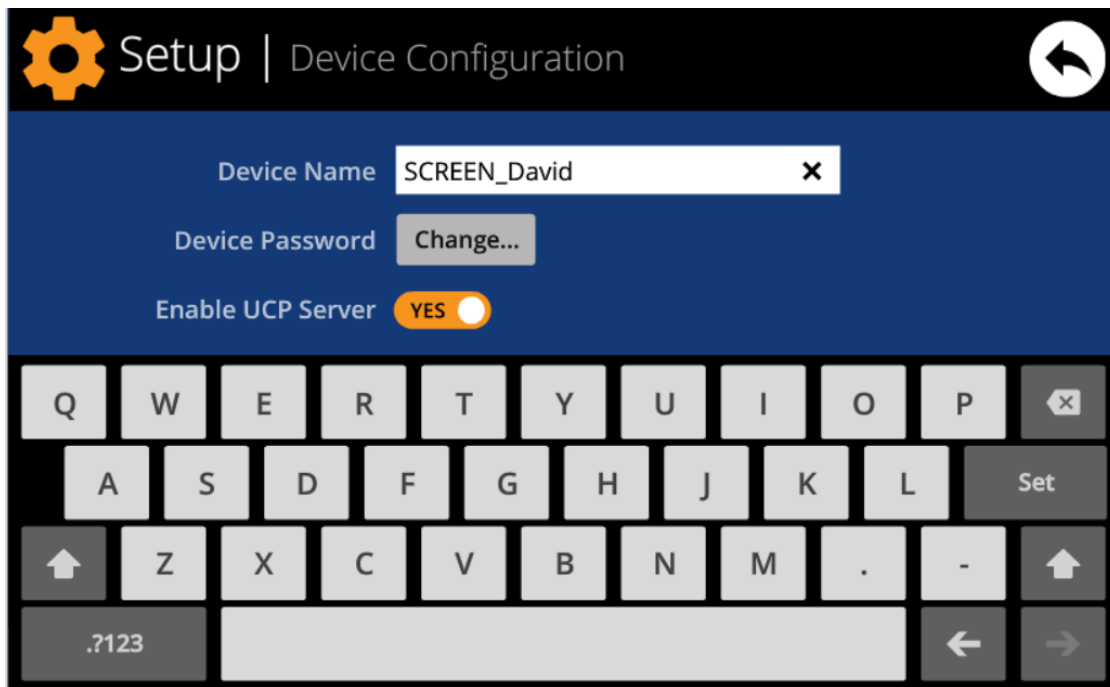 Setup | Device Configuration
Device Name SCREEN_David
Device Password Change...
Enable UCP Server YES
Q W E R T Y U I O P
A S D F G H J K L Set
Z X C V B N M . -
.?123